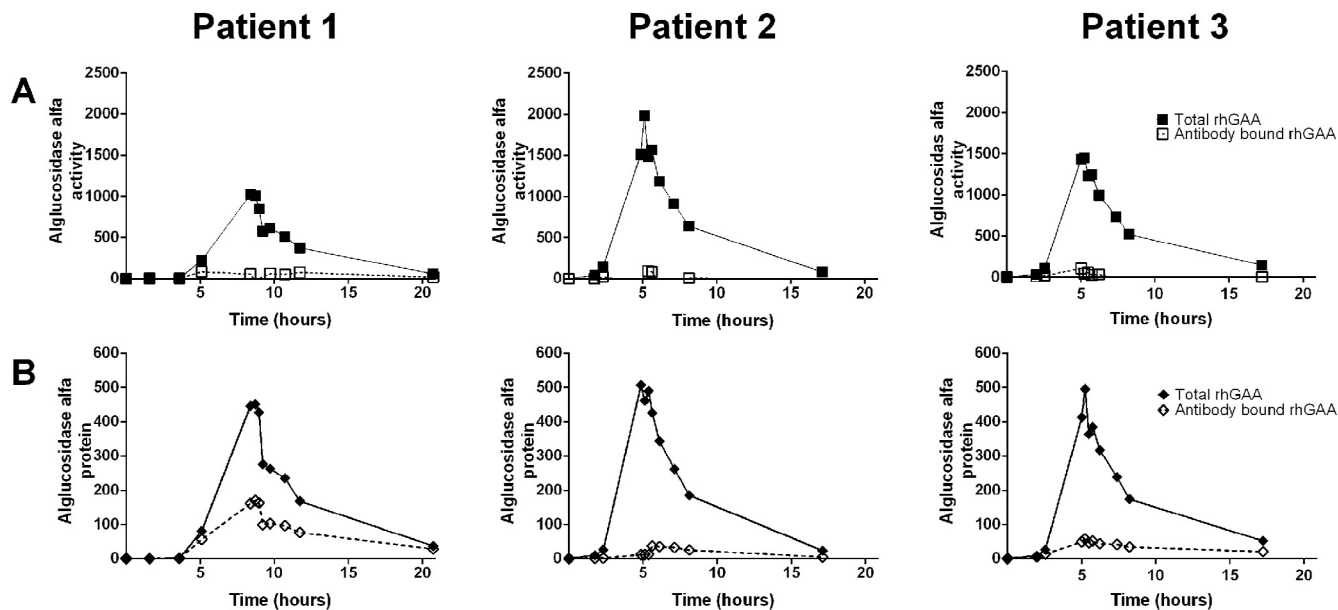 Patient 1
Patient 2
Patient 3
A
Alglucosidase alfa
activity
2500
2000
1500
1000
500
0
5
10
15
20
Time (hours)
Alglucosidase alfa
activity
2500
2000
1500
1000
500
0
0
5
10
15
20
Time (hours)
Alglucosidas alfa
activity
2500
2000
1500
1000
500
0
0
5
10
15
20
Time (hours)
Total rhGAA
Antibody bound rhGAA
B
Alglucosidase alfa
protein
600
500
400
300
200
100
0
5
10
15
20
Time (hours)
Alglucosidase alfa
protein
600
500
400
300
200
100
0
0
5
10
15
20
Time (hours)
Alglucosidase alfa
protein
600
500
400
300
200
100
0
0
5
10
15
20
Time (hours)
Total rhGAA
Antibody bound rhGAA